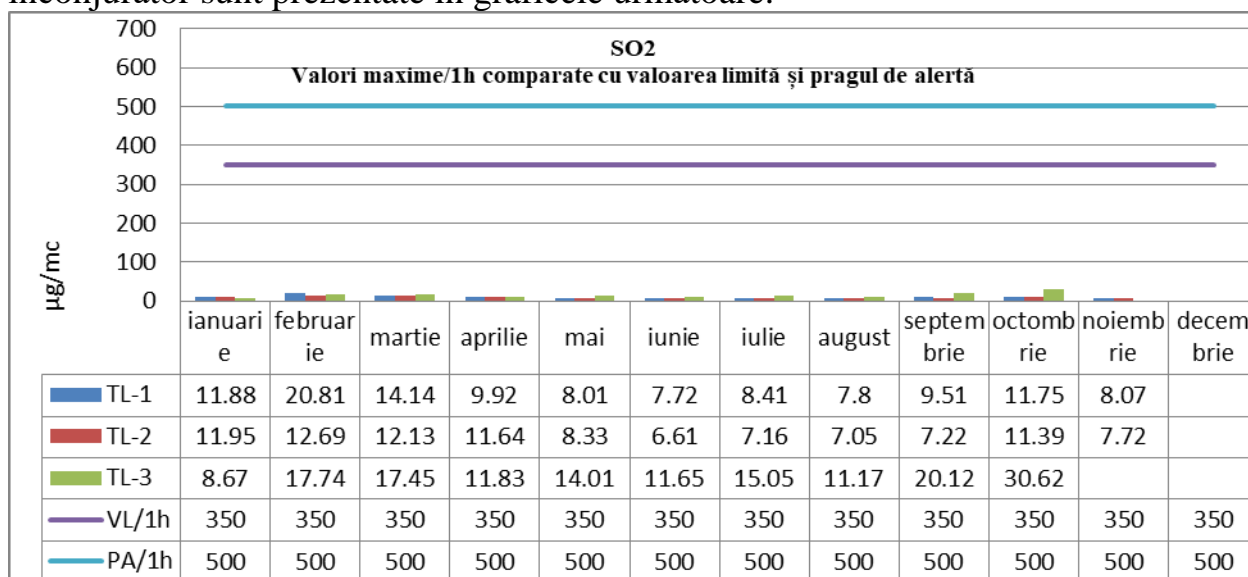 înconjurător sunt prezentate în graficele următoare:
SO2
Valori maxime/1h comparate cu valoarea limită și pragul de alertă
700
600
500
400
300
200
100
0
µg/mc
ianuari
e
februar
ie
martie
aprilie
mai
iunie
iulie
august
septem
brie
octomb
rie
noiemb
rie
decem
brie
TL-1 11.88 20.81 14.14 9.92 8.01 7.72 8.41 7.8 9.51 11.75 8.07
TL-2 11.95 12.69 12.13 11.64 8.33 6.61 7.16 7.05 7.22 11.39 7.72
TL-3 8.67 17.74 17.45 11.83 14.01 11.65 15.05 11.17 20.12 30.62
VL/1h 350 350 350 350 350 350 350 350 350 350 350 350
PA/1h 500 500 500 500 500 500 500 500 500 500 500 500